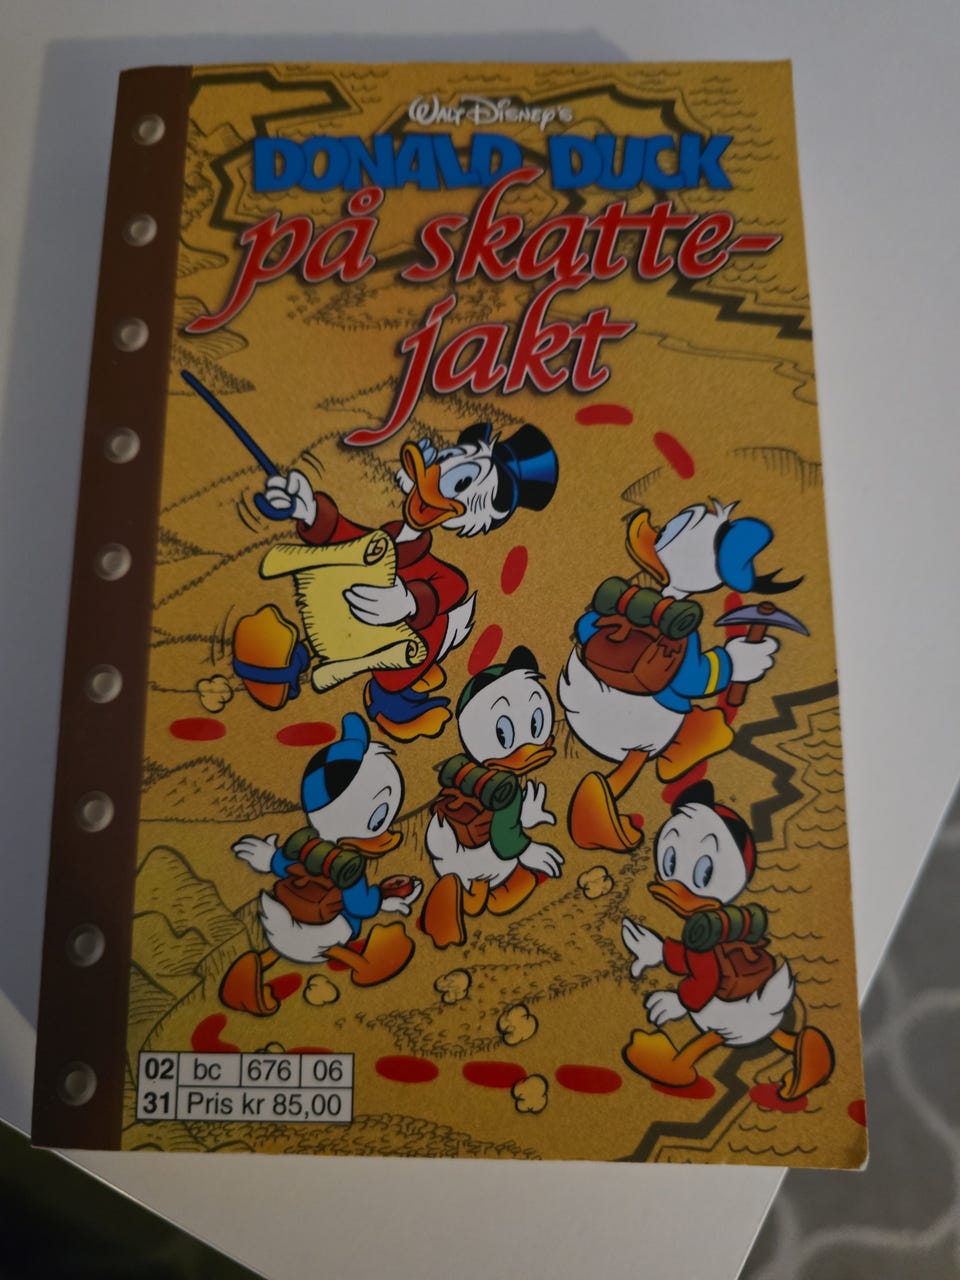 Walt Disney's
DONALD DUCK
på skatte-
jakt
02 bc 676 06
31 Pris kr 85,00